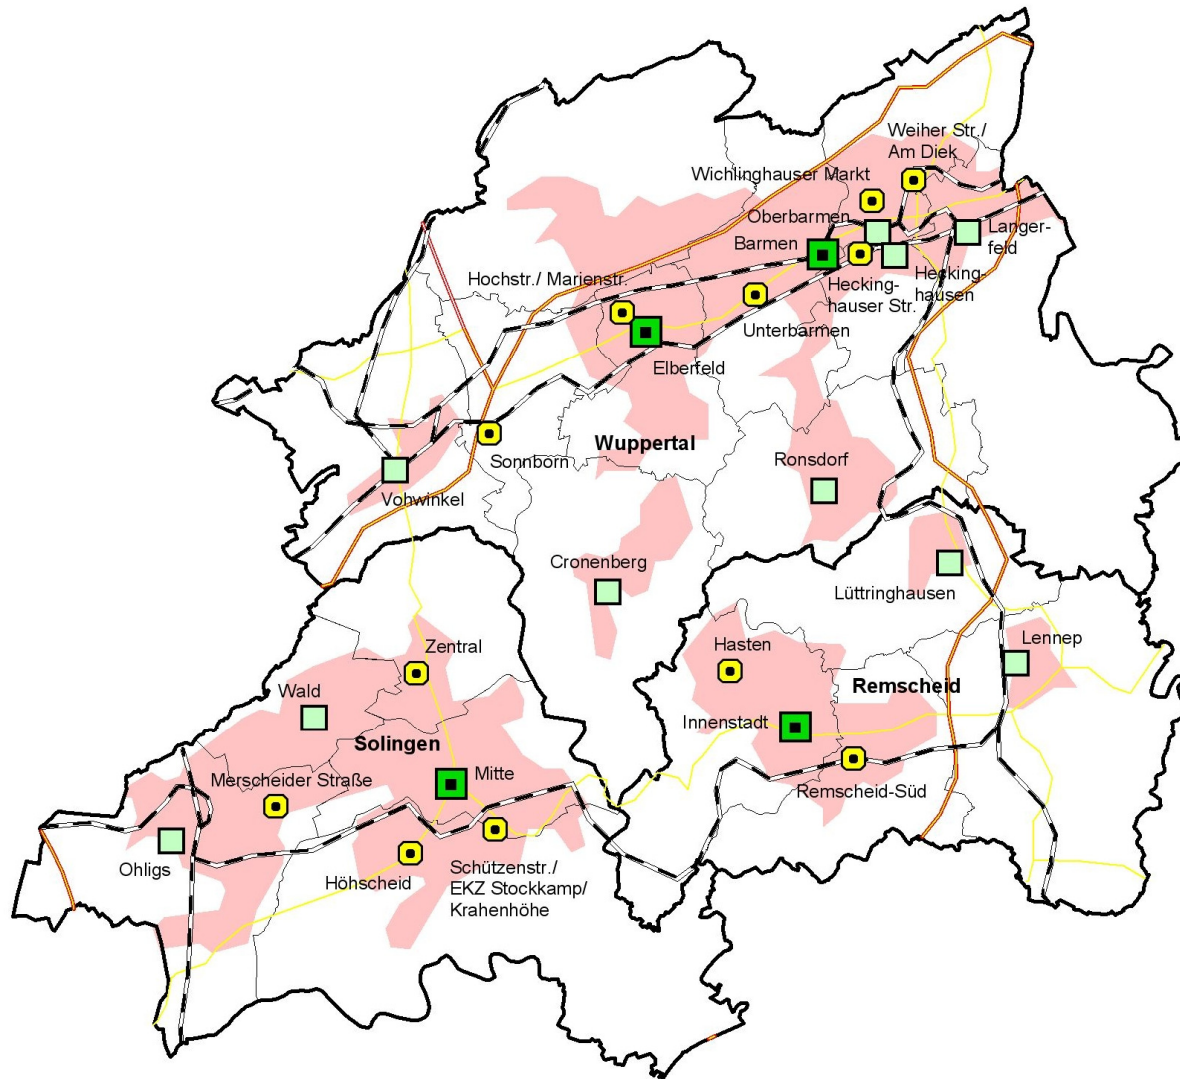 Weiher Str./
Am Diek
Wichlinghauser Markt
Oberbarmen
Barmen
Langer-
feld
Hecking-
hausen
Hecking-
hauser Str.
Hochstr./ Marienstr.
Unterbarmen
Elberfeld
Wuppertal
Sonnborn
Ronsdorf
Vohwinkel
Cronenberg
Lüttringhausen
Zentral
Hasten
Lennep
Remscheid
Wald
Innenstadt
Solingen
Mitte
Merscheider Straße
Remscheid-Süd
Ohligs
Höhscheid
Schützenstr./
EKZ Stockkamp/
Krahenhöhe